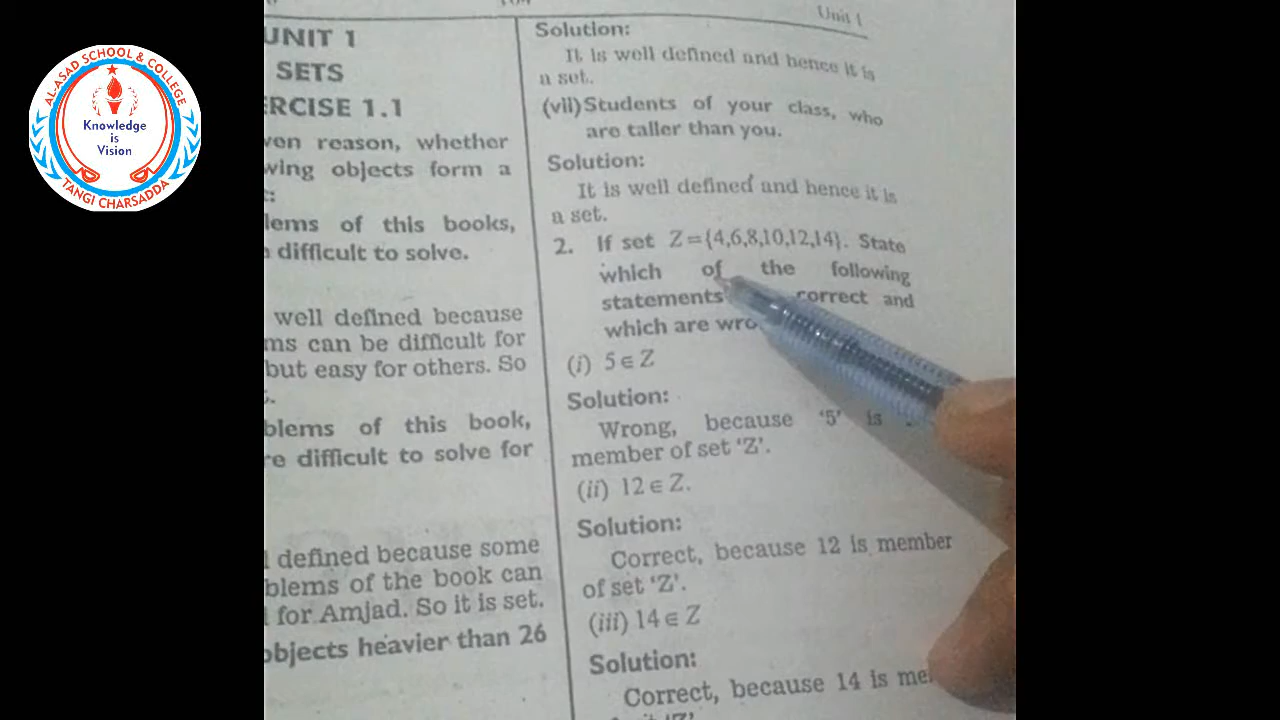 AL-ASAD SCHOOL & COLLEGE
Knowledge
is
Vision
TANGI CHARSADDA
UNIT 1
SETS
ERCISE 1.1
ven reason, whether
wing objects form a
lems of this books,
difficult to solve.
well defined because
ms can be difficult for
but easy for others. So
blems of this book,
re difficult to solve for
defined because some
blems of the book can
for Amjad. So it is set.
objects heavier than 26
Unit 1
Solution:
It is well defined and hence it is
a set.
(vii) Students of your class, who
are taller than you.
Solution:
It is well defined and hence it is
a set.
2. If set Z={4,6,8,10,12,14}. State
which of the following
statements correct and
which are wro
(i) 5 ∈ Z
Solution:
Wrong, because '5' is
member of set 'Z'.
(ii) 12 ∈ Z.
Solution:
Correct, because 12 is member
of set 'Z'.
(iii) 14 ∈ Z
Solution:
Correct, because 14 is me